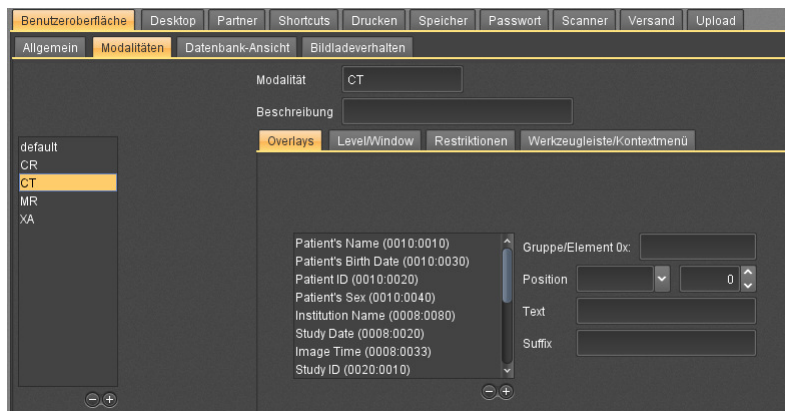 Benutzeroberfläche Desktop Partner Shortcuts Drucken Speicher Passwort Scanner Versand Upload
Allgemein Modalitäten Datenbank-Ansicht Bildladeverhalten
Modalität CT
Beschreibung
Overlays Level/Window Restriktionen Werkzeugleiste/Kontextmenü
default
CR
CT
MR
XA
Patient's Name (0010:0010)
Patient's Birth Date (0010:0030)
Patient ID (0010:0020)
Patient's Sex (0010:0040)
Institution Name (0008:0080)
Study Date (0008:0020)
Image Time (0008:0033)
Study ID (0020:0010)
Gruppe/Element 0x:
Position 0
Text
Suffix